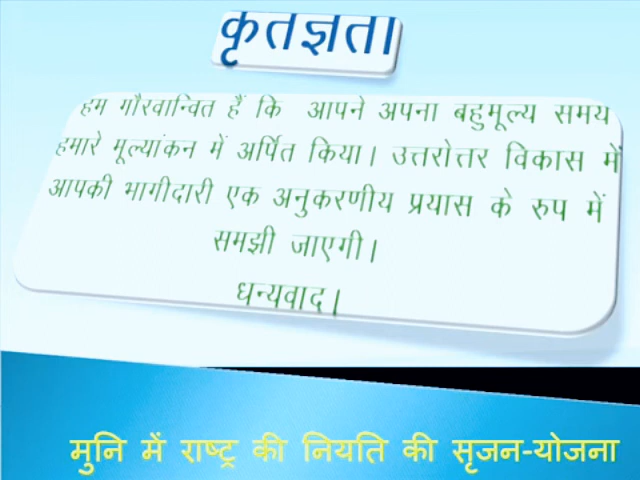 कृतज्ञता
हम गौरवान्वित हैं कि आपने अपना बहुमूल्य समय
हमारे मूल्यांकन में अर्पित किया। उत्तरोत्तर विकास में
आपकी भागीदारी एक अनुकरणीय प्रयास के रुप में
समझी जाएगी।
धन्यवाद।
मुनि में राष्ट्र की नियति की सृजन-योजना